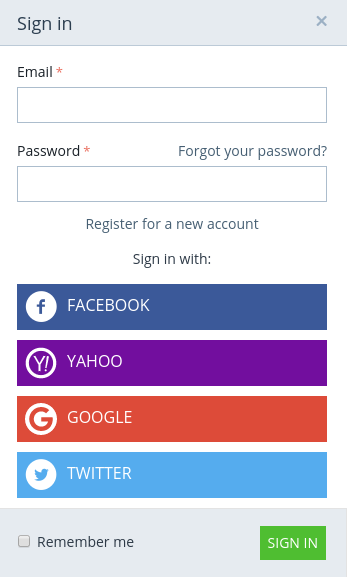 Sign in
Email *
Password * Forgot your password?
Register for a new account
Sign in with:
f FACEBOOK
Y! YAHOO
G GOOGLE
TWITTER
Remember me SIGN IN